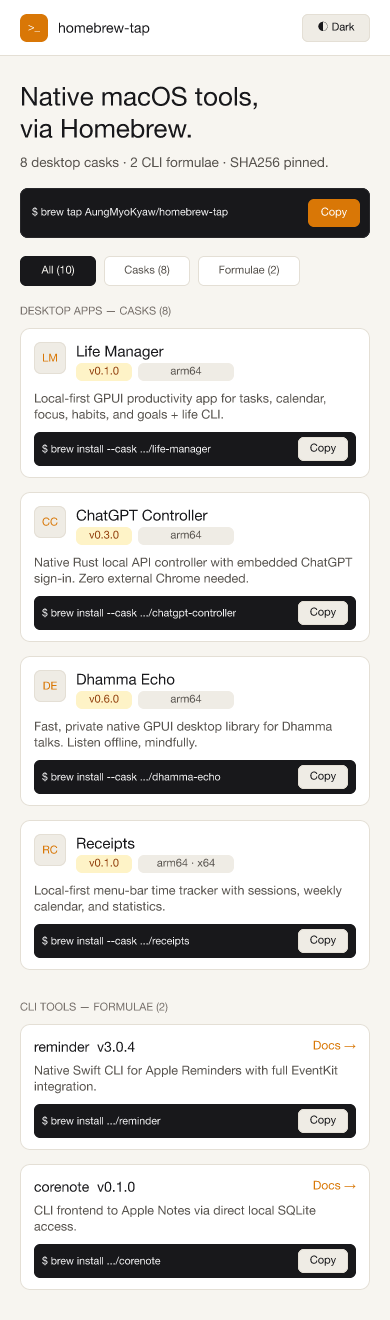 >_ homebrew-tap ◐ Dark
Native macOS tools,
via Homebrew.
8 desktop casks · 2 CLI formulae · SHA256 pinned.
$ brew tap AungMyoKyaw/homebrew-tap Copy
All (10) Casks (8) Formulae (2)
DESKTOP APPS — CASKS (8)
LM Life Manager
v0.1.0 arm64
Local-first GPUI productivity app for tasks, calendar,
focus, habits, and goals + life CLI.
$ brew install --cask .../life-manager Copy
CC ChatGPT Controller
v0.3.0 arm64
Native Rust local API controller with embedded ChatGPT
sign-in. Zero external Chrome needed.
$ brew install --cask .../chatgpt-controller Copy
DE Dhamma Echo
v0.6.0 arm64
Fast, private native GPUI desktop library for Dhamma
talks. Listen offline, mindfully.
$ brew install --cask .../dhamma-echo Copy
RC Receipts
v0.1.0 arm64 · x64
Local-first menu-bar time tracker with sessions, weekly
calendar, and statistics.
$ brew install --cask .../receipts Copy
CLI TOOLS — FORMULAE (2)
reminder v3.0.4 Docs →
Native Swift CLI for Apple Reminders with full EventKit
integration.
$ brew install .../reminder Copy
corenote v0.1.0 Docs →
CLI frontend to Apple Notes via direct local SQLite
access.
$ brew install .../corenote Copy